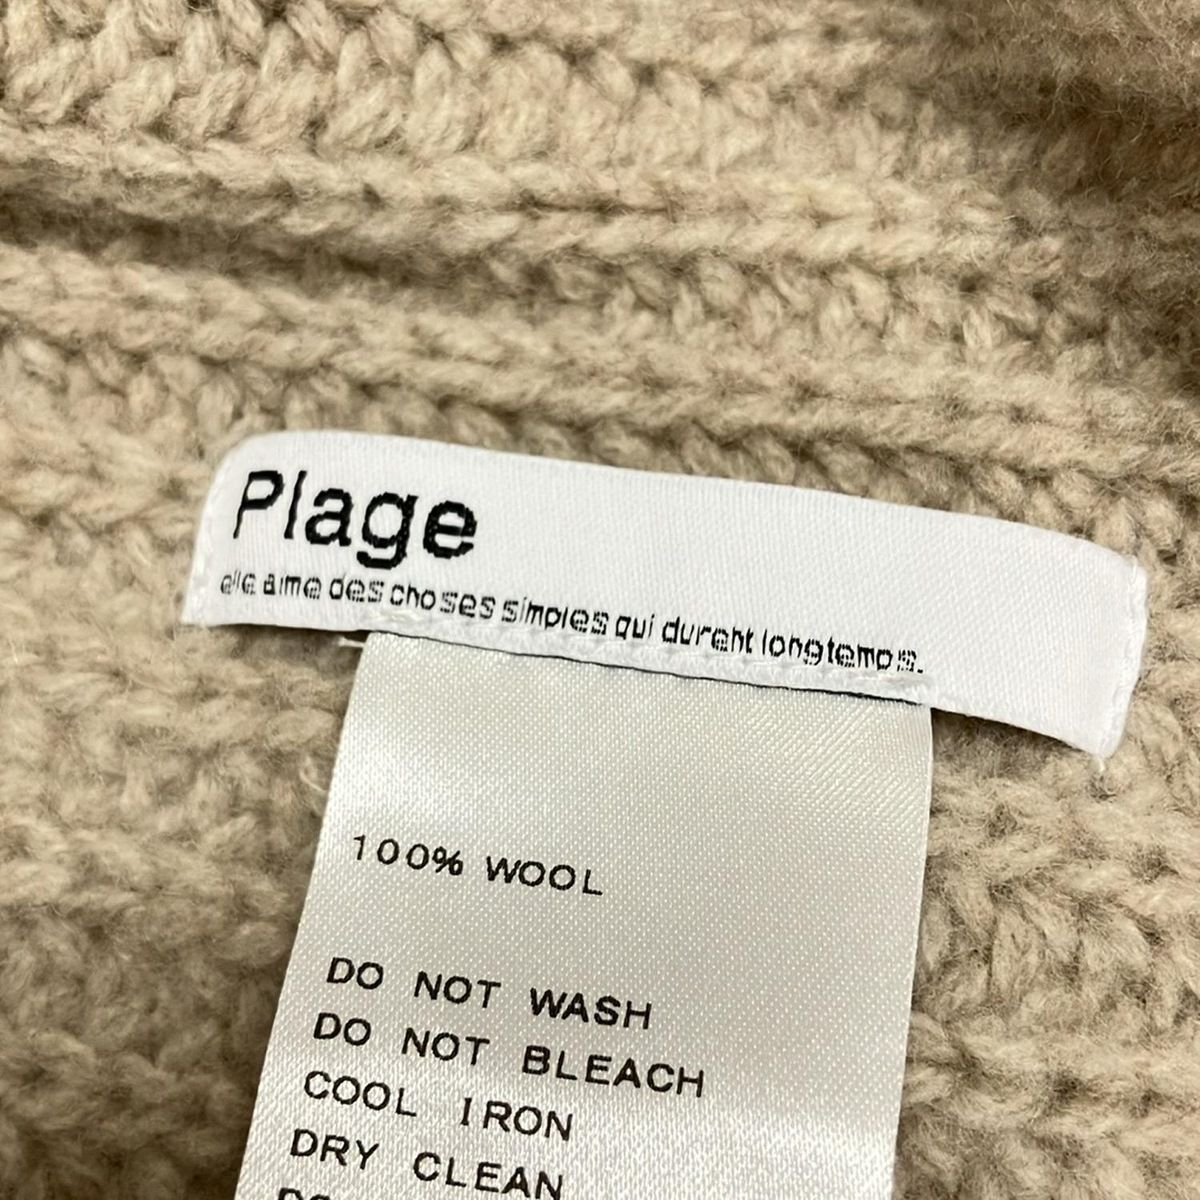 Plage
elle aime des choses simples qui durent longtemps.
100% WOOL
DO NOT WASH
DO NOT BLEACH
COOL IRON
DRY CLEAN